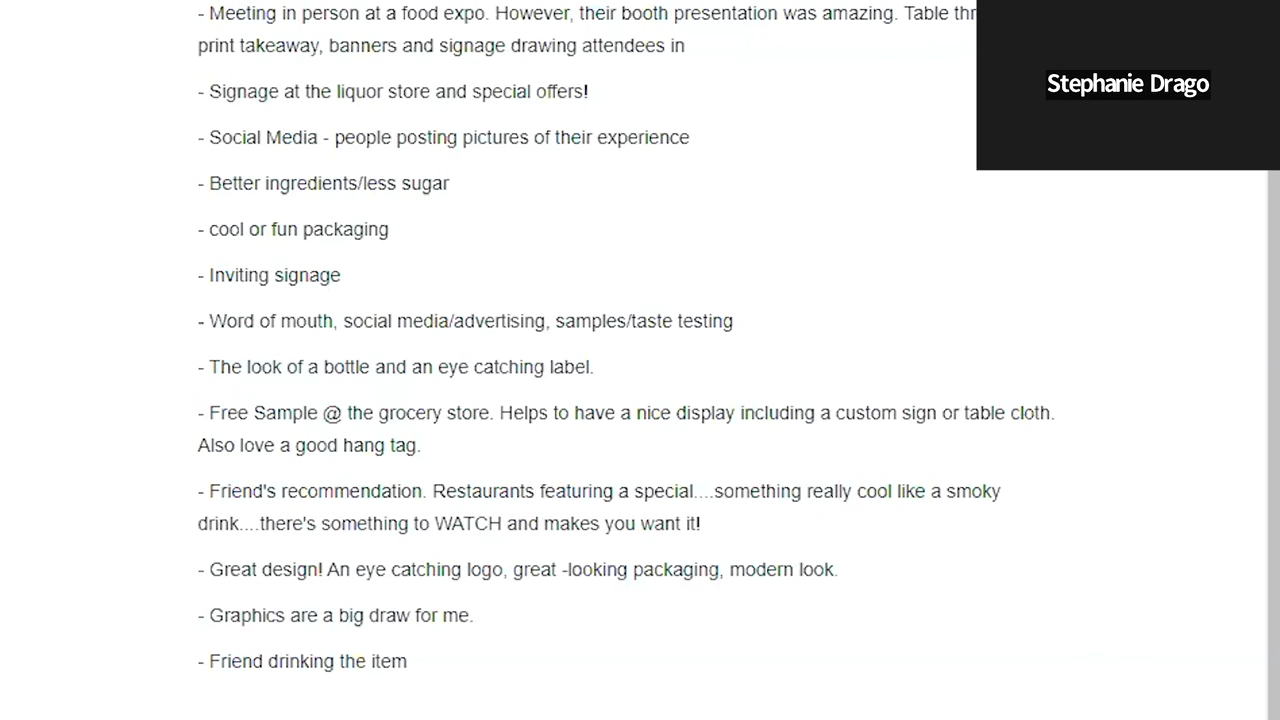 - Meeting in person at a food expo. However, their booth presentation was amazing. Table
print takeaway, banners and signage drawing attendees in
Stephanie Drago
- Signage at the liquor store and special offers!
- Social Media - people posting pictures of their experience
- Better ingredients/less sugar
- cool or fun packaging
- Inviting signage
- Word of mouth, social media/advertising, samples/taste testing
- The look of a bottle and an eye catching label.
- Free Sample @ the grocery store. Helps to have a nice display including a custom sign or table cloth.
Also love a good hang tag.
- Friend's recommendation. Restaurants featuring a special....something really cool like a smoky
drink....there's something to WATCH and makes you want it!
- Great design! An eye catching logo, great -looking packaging, modern look.
- Graphics are a big draw for me.
- Friend drinking the item